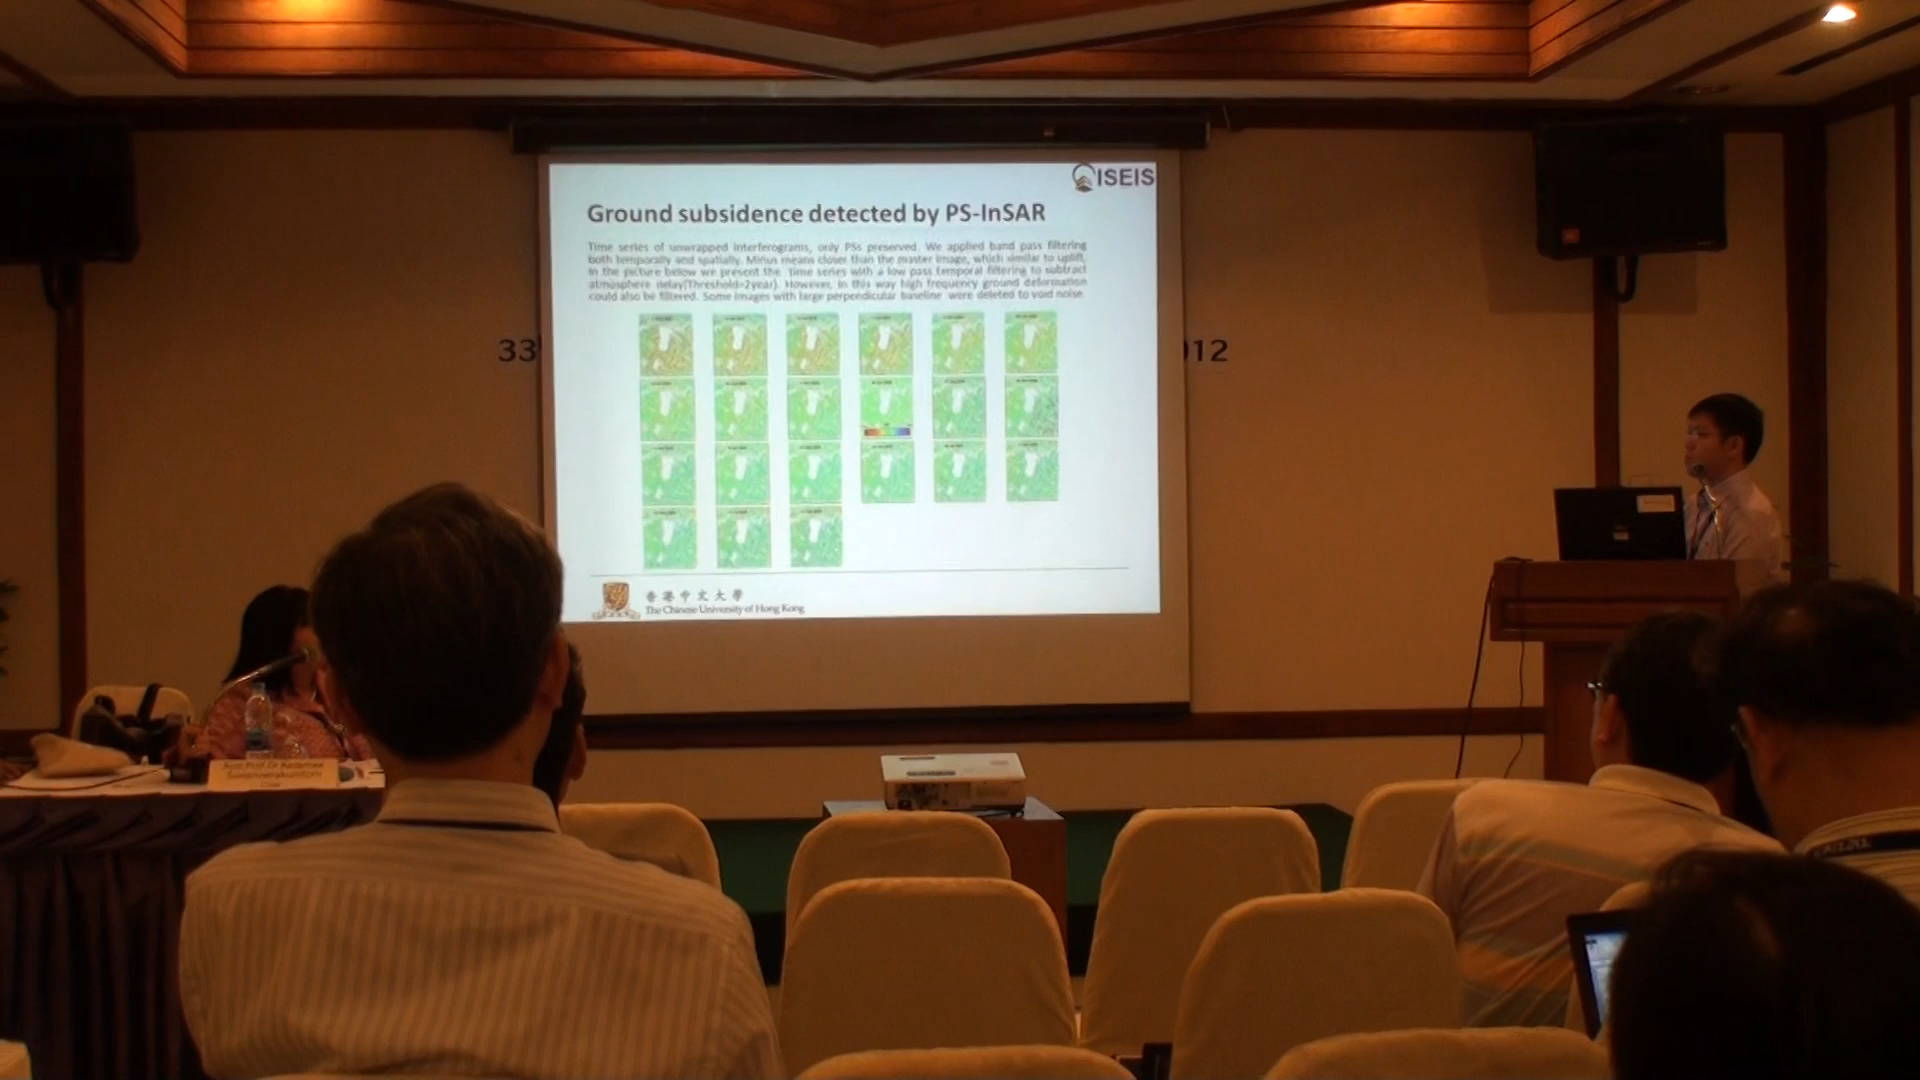 ISEIS
Ground subsidence detected by PS-InSAR
Time series of unwrapped interferograms, only PSs preserved. We applied band pass filtering
both temporally and spatially. Minus means closer than the master image, which similar to uplift.
In the picture below we present the time series with a low pass temporal filtering to subtract
atmosphere delay(Threshold=2year). However, in this way high frequency ground deformation
could also be filtered. Some images with large perpendicular baseline were deleted to void noise.
33
012
香港中文大學
The Chinese University of Hong Kong
Asst.Prof.Dr.
Chair